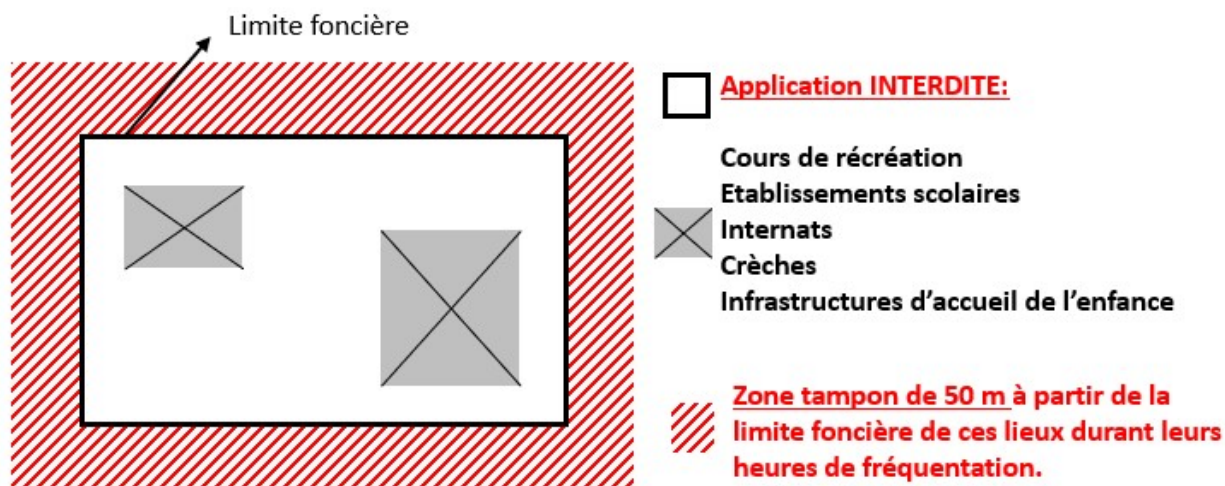 Limite foncière
Application INTERDITE:
Cours de récréation
Etablissements scolaires
Internats
Crèches
Infrastructures d’accueil de l’enfance
Zone tampon de 50 m à partir de la
limite foncière de ces lieux durant leurs
heures de fréquentation.